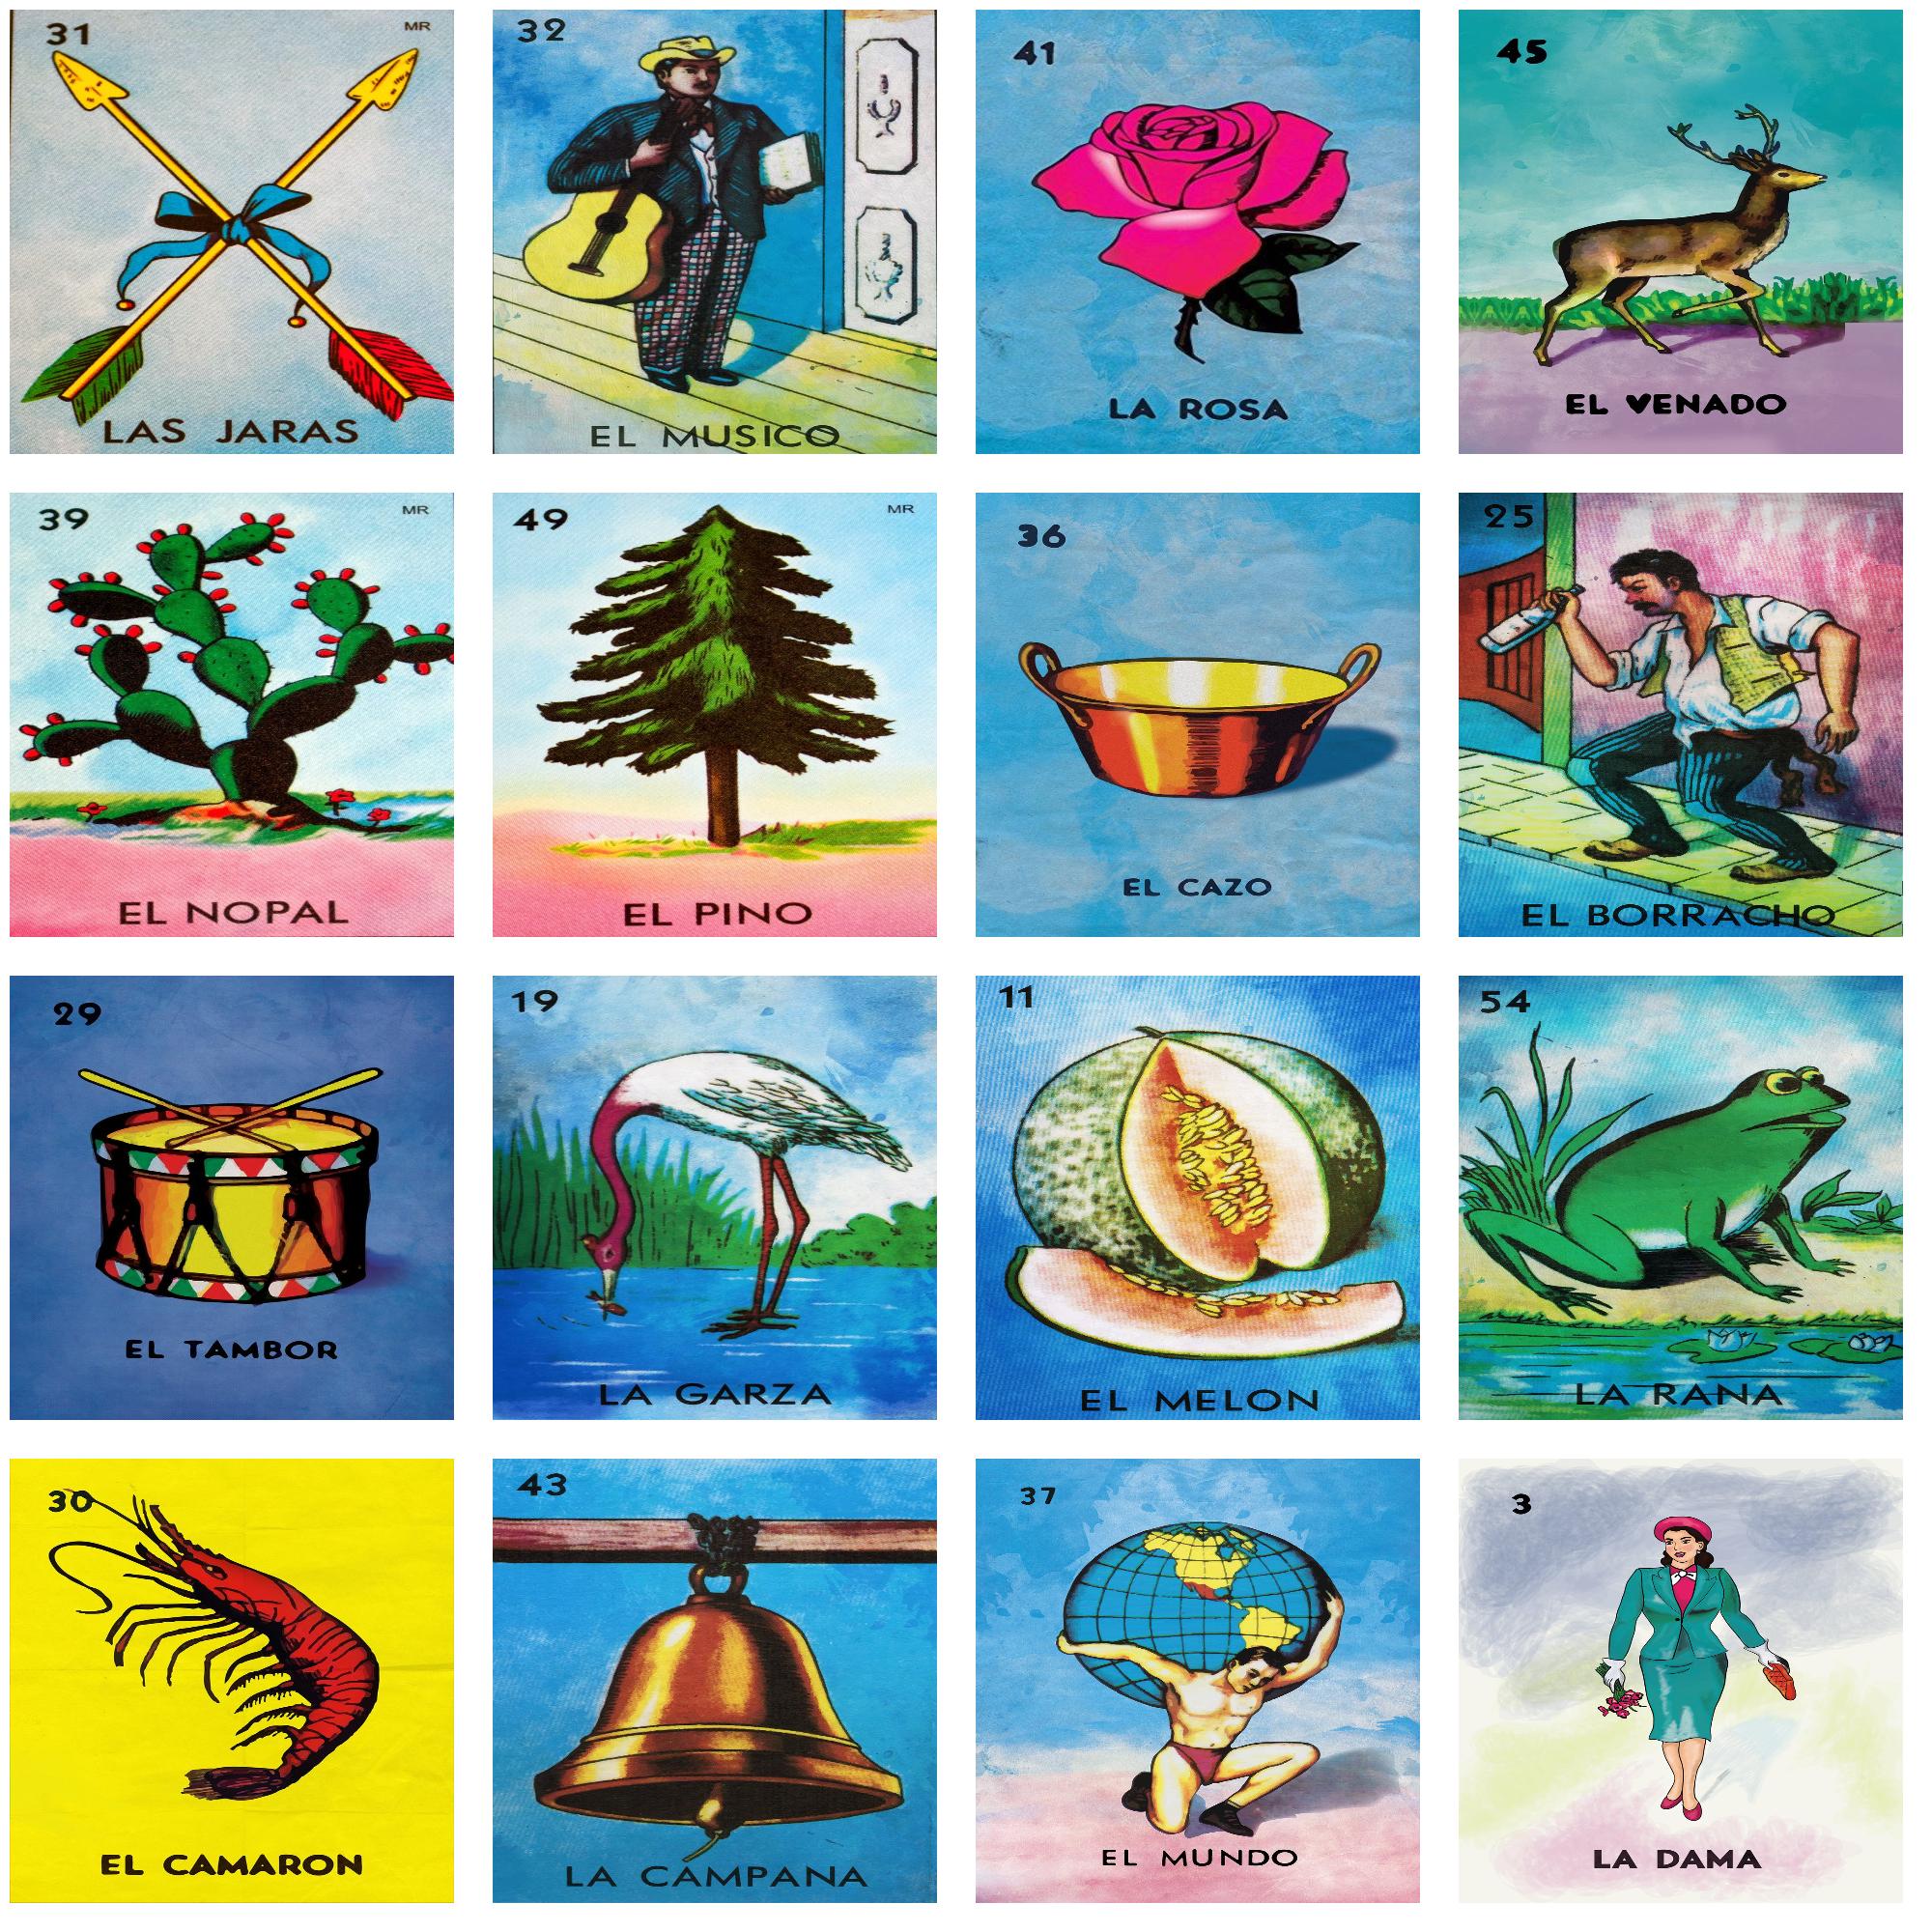 31 MR
LAS JARAS
32
EL MUSICO
41
LA ROSA
45
EL VENADO
39 MR
EL NOPAL
49 MR
EL PINO
36
EL CAZO
25
EL BORRACHO
29
EL TAMBOR
19
LA GARZA
11
EL MELON
54
LA RANA
30
EL CAMARON
43
LA CAMPANA
37
EL MUNDO
3
LA DAMA